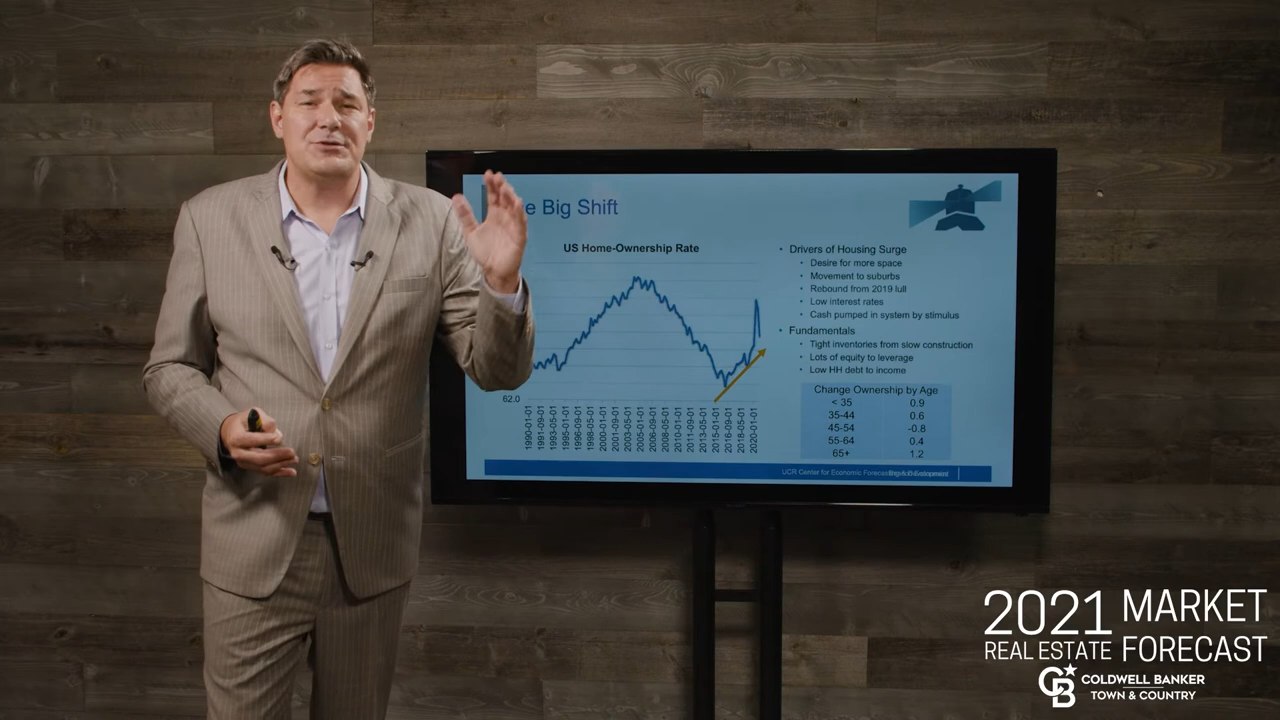 e Big Shift
US Home-Ownership Rate
62.0
1990-01-01
1991-09-01
1993-05-01
1995-01-01
1996-09-01
1998-05-01
2000-01-01
2001-09-01
2003-05-01
2005-01-01
2006-09-01
2008-05-01
2010-01-01
2011-09-01
2013-05-01
2015-01-01
2016-09-01
2018-05-01
2020-01-01
• Drivers of Housing Surge
• Desire for more space
• Movement to suburbs
• Rebound from 2019 lull
• Low interest rates
• Cash pumped in system by stimulus
• Fundamentals
• Tight inventories from slow construction
• Lots of equity to leverage
• Low HH debt to income
Change Ownership by Age
< 35 0.9
35-44 0.6
45-54 -0.8
55-64 0.4
65+ 1.2
UCR Center for Economic
2021 MARKET
REAL ESTATE FORECAST
CB COLDWELL BANKER
TOWN & COUNTRY